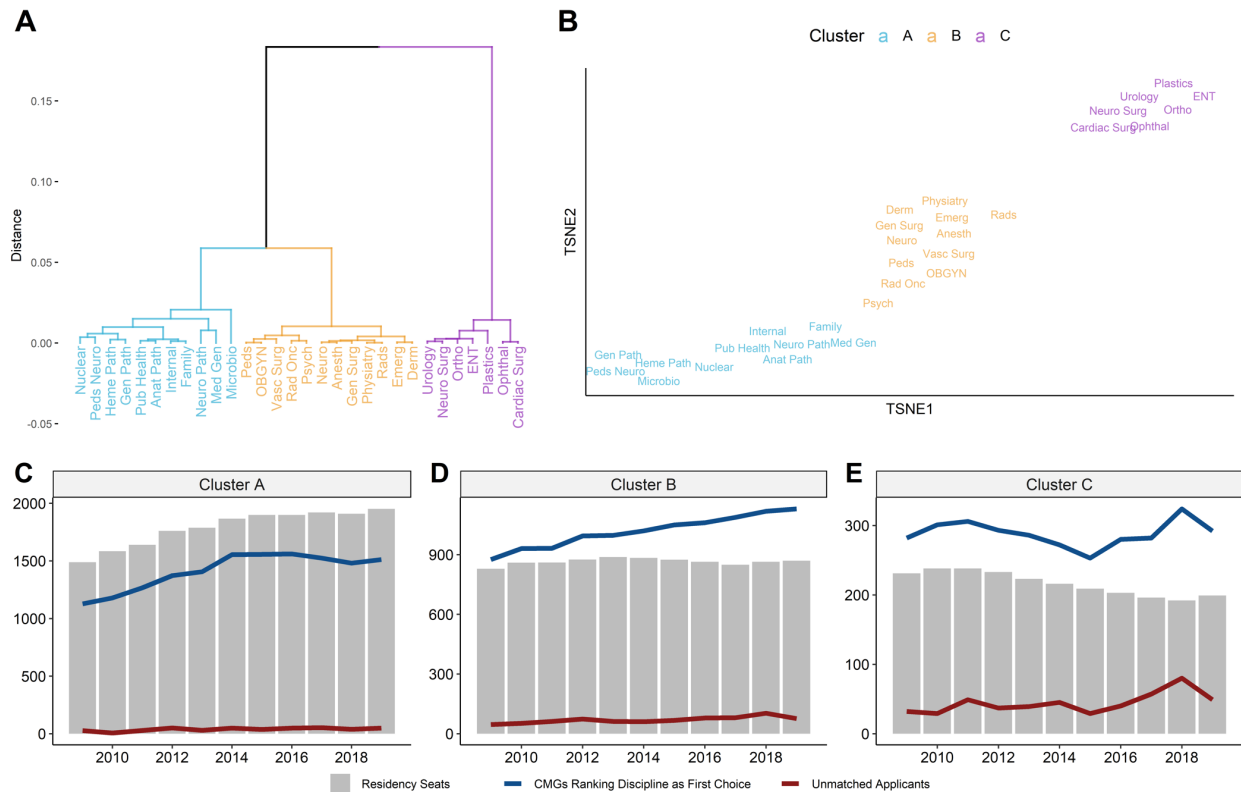 A
Distance
0.15
0.10
0.05
0.00
-0.05
Nuclear
Peds Neuro
Heme Path
Gen Path
Pub Health
Anat Path
Internal
Family
Neuro Path
Med Gen
Microbio
Peds
OBGYN
Vasc Surg
Rad Onc
Psych
Neuro
Anesth
Gen Surg
Physiatry
Rads
Emerg
Derm
Urology
Neuro Surg
Ortho
ENT
Plastics
Ophthal
Cardiac Surg
B
Cluster a A a B a C
TSNE2
Plastics
Urology ENT
Neuro Surg Ortho
Cardiac Surg Ophthal
Physiatry
Derm Emerg Rads
Gen Surg Anesth
Neuro
Vasc Surg
Peds
OBGYN
Rad Onc
Psych
Internal Family
Pub Health Neuro Path Med Gen
Gen Path Anat Path
Heme Path Nuclear
Peds Neuro
Microbio
TSNE1
C
Cluster A
2000
1500
1000
500
0
2010 2012 2014 2016 2018
D
Cluster B
900
600
300
0
2010 2012 2014 2016 2018
E
Cluster C
300
200
100
0
2010 2012 2014 2016 2018
Residency Seats CMGs Ranking Discipline as First Choice Unmatched Applicants